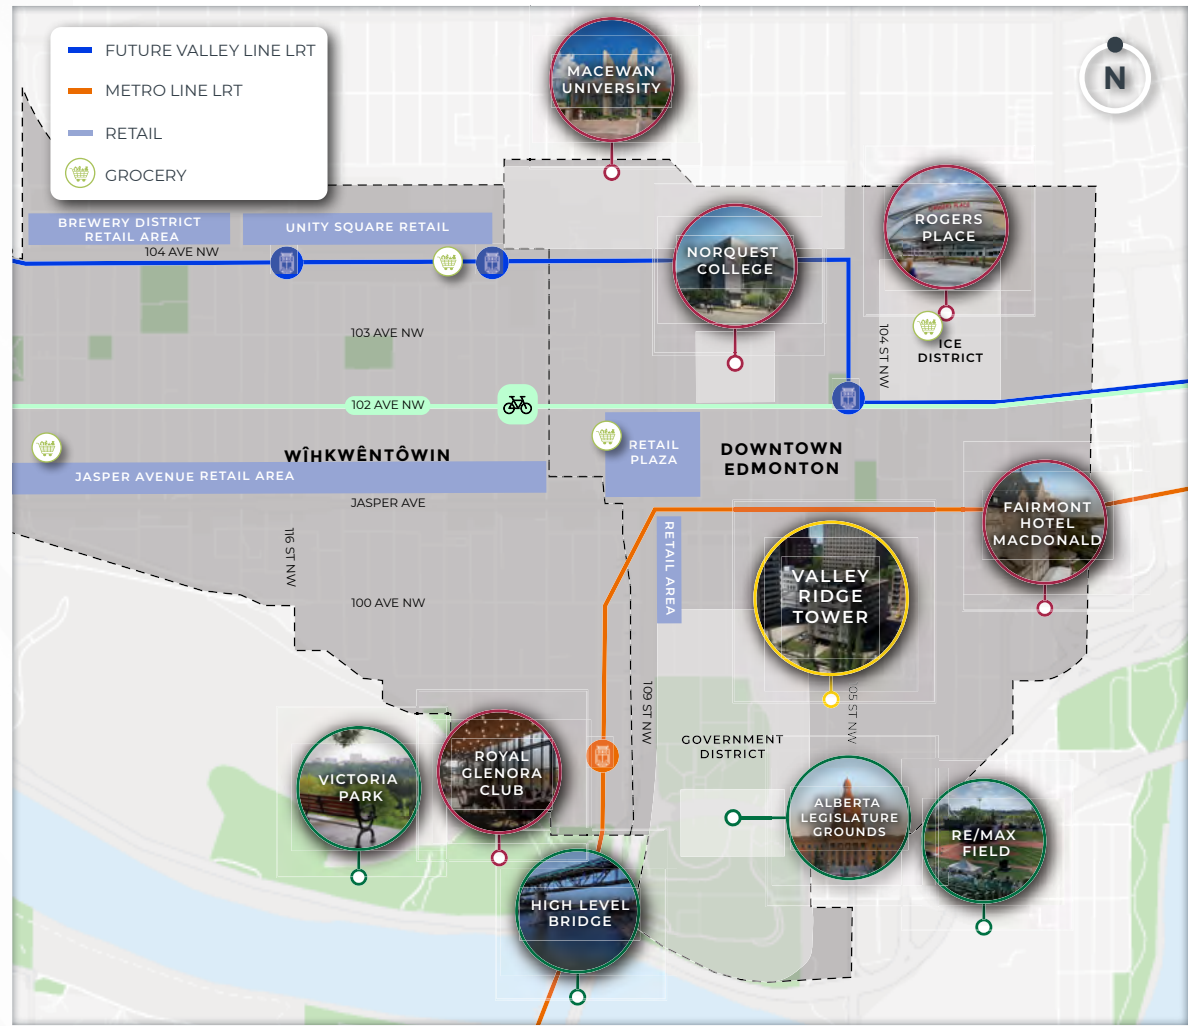 FUTURE VALLEY LINE LRT
METRO LINE LRT
RETAIL
GROCERY
N
MACEWAN
UNIVERSITY
ROGERS
PLACE
BREWERY DISTRICT
RETAIL AREA
UNITY SQUARE RETAIL
104 AVE NW
NORQUEST
COLLEGE
103 AVE NW
104 ST NW
ICE
DISTRICT
102 AVE NW
WÎHKWÊNTÔWIN
RETAIL
PLAZA
DOWNTOWN
EDMONTON
JASPER AVENUE RETAIL AREA
JASPER AVE
116 ST NW
RETAIL AREA
FAIRMONT
HOTEL
MACDONALD
VALLEY
RIDGE
TOWER
100 AVE NW
109 ST NW
05 ST NW
GOVERNMENT
DISTRICT
VICTORIA
PARK
ROYAL
GLENORA
CLUB
ALBERTA
LEGISLATURE
GROUNDS
RE/MAX
FIELD
HIGH LEVEL
BRIDGE